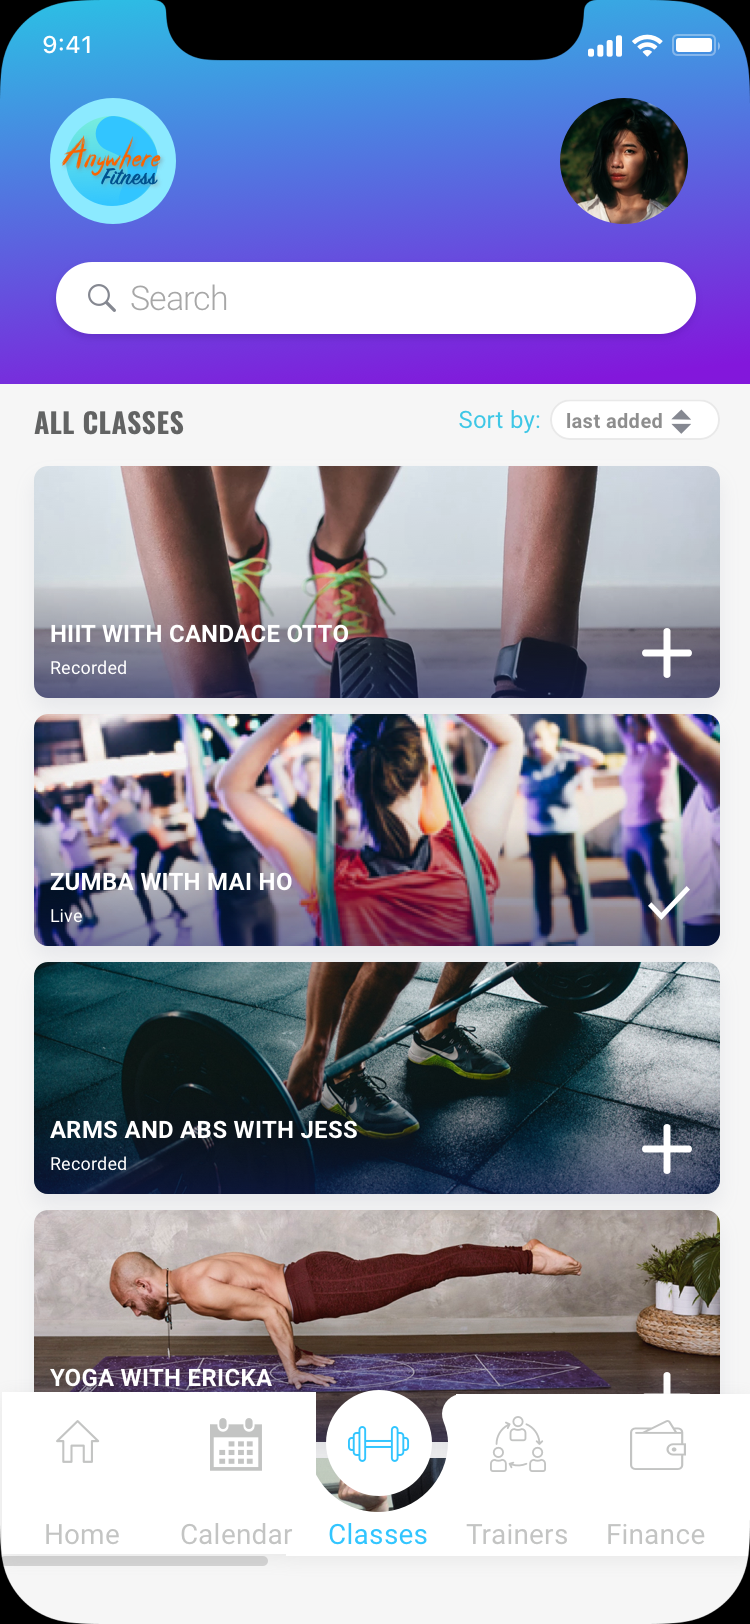 9:41
Anywhere
Fitness
Search
ALL CLASSES
Sort by: last added
HIIT WITH CANDACE OTTO
Recorded
ZUMBA WITH MAI HO
Live
ARMS AND ABS WITH JESS
Recorded
YOGA WITH ERICKA
Home Calendar Classes Trainers Finance